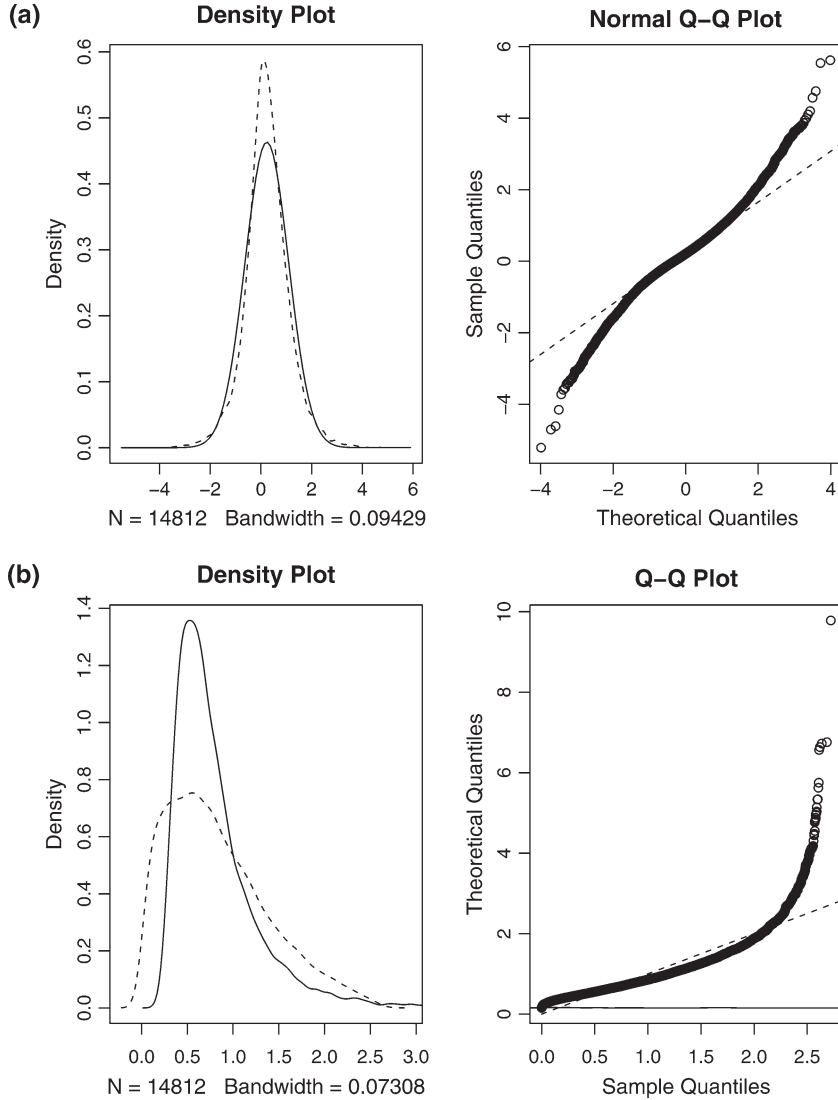 (a)
Density Plot
Density
0.0 0.1 0.2 0.3 0.4 0.5 0.6
−4 −2 0 2 4 6
N = 14812 Bandwidth = 0.09429
Normal Q−Q Plot
Sample Quantiles
−4 −2 0 2 4 6
−4 −2 0 2 4
Theoretical Quantiles
(b)
Density Plot
Density
0.0 0.2 0.4 0.6 0.8 1.0 1.2 1.4
0.0 0.5 1.0 1.5 2.0 2.5 3.0
N = 14812 Bandwidth = 0.07308
Q−Q Plot
Theoretical Quantiles
0 2 4 6 8 10
0.0 0.5 1.0 1.5 2.0 2.5
Sample Quantiles